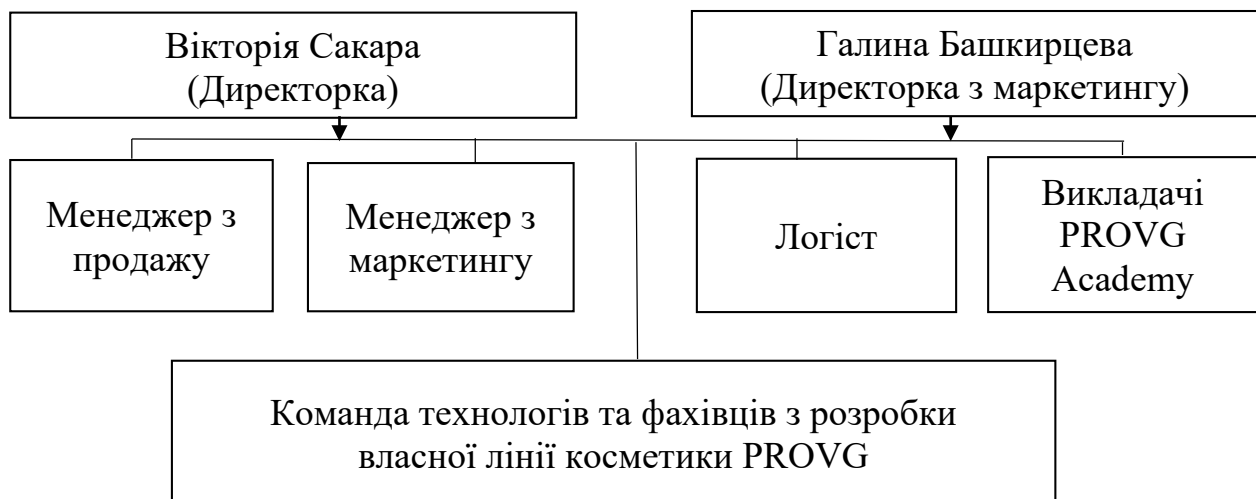 Вікторія Сакара
(Директорка)
Галина Башкирцева
(Директорка з маркетингу)
Менеджер з
продажу
Менеджер з
маркетингу
Логіст
Викладачі
PROVG
Academy
Команда технологів та фахівців з розробки
власної лінії косметики PROVG